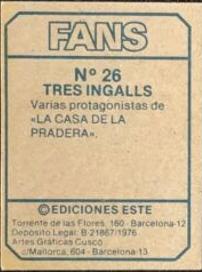 FANS
Nº 26
TRES INGALLS
Varias protagonistas de
«LA CASA DE LA
PRADERA».
©EDICIONES ESTE
Torrente de las Flores, 160 - Barcelona-12
Depósito Legal: B-21867/1976
Artes Gráficas Cuscó
c/Mallorca, 604 - Barcelona-13